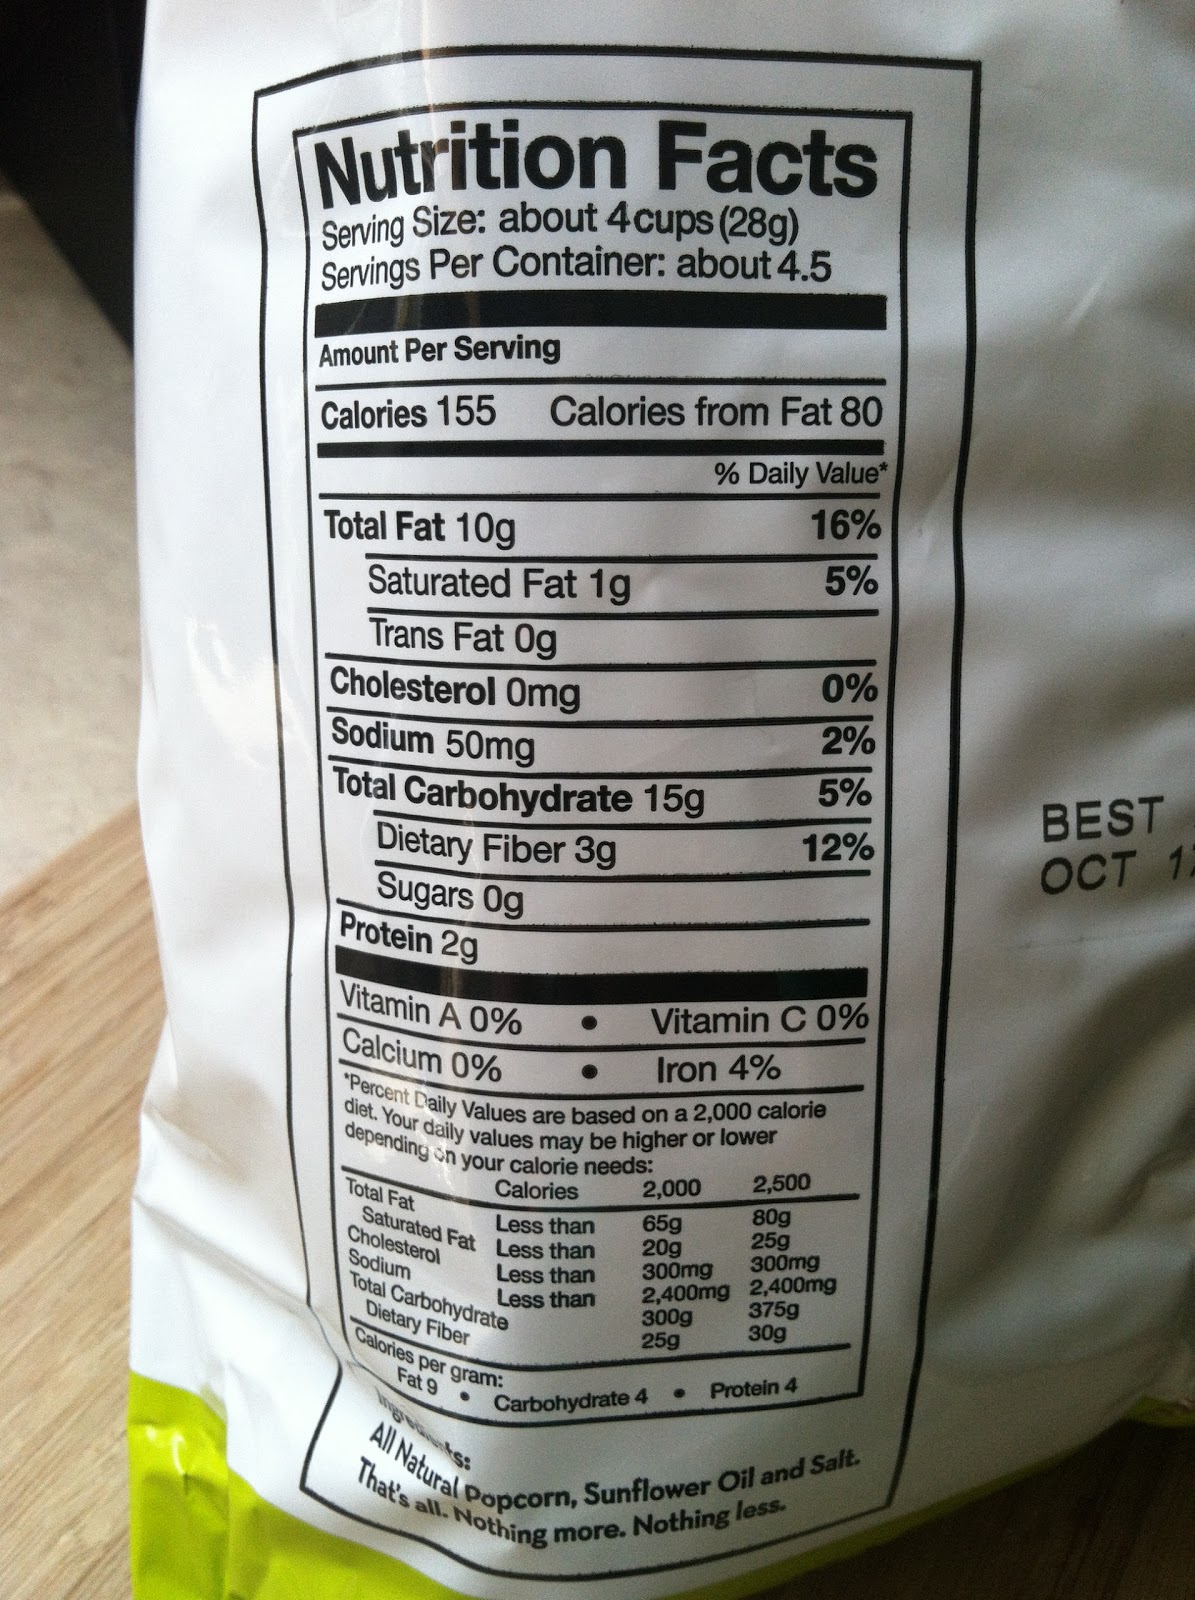 Nutrition Facts
Serving Size: about 4 cups (28g)
Servings Per Container: about 4.5
Amount Per Serving
Calories 155 Calories from Fat 80
% Daily Value*
Total Fat 10g 16%
Saturated Fat 1g 5%
Trans Fat 0g
Cholesterol 0mg 0%
Sodium 50mg 2%
Total Carbohydrate 15g 5%
Dietary Fiber 3g 12%
Sugars 0g
Protein 2g
Vitamin A 0% • Vitamin C 0%
Calcium 0% • Iron 4%
*Percent Daily Values are based on a 2,000 calorie
diet. Your daily values may be higher or lower
depending on your calorie needs:
Calories 2,000 2,500
Total Fat Less than 65g 80g
Saturated Fat Less than 20g 25g
Cholesterol Less than 300mg 300mg
Sodium Less than 2,400mg 2,400mg
Total Carbohydrate 300g 375g
Dietary Fiber 25g 30g
Calories per gram:
Fat 9 • Carbohydrate 4 • Protein 4
Ingredients:
All Natural Popcorn, Sunflower Oil and Salt.
That's all. Nothing more. Nothing less.
BEST
OCT